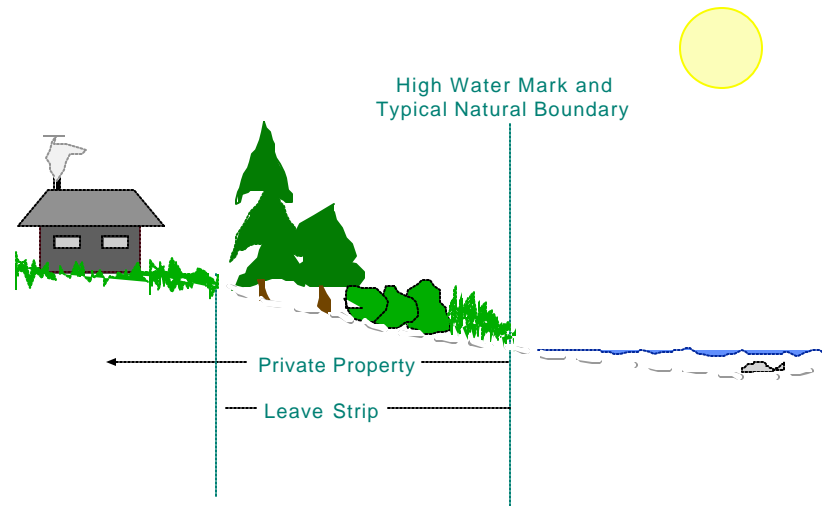 High Water Mark and
Typical Natural Boundary
Private Property
Leave Strip